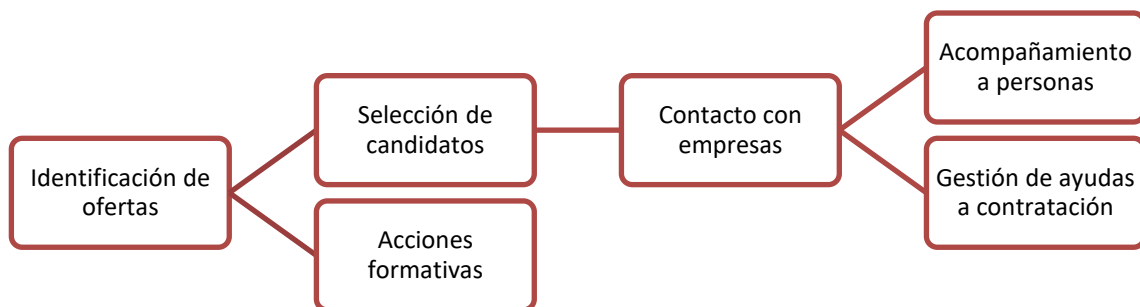 Identificación de
ofertas
Selección de
candidatos
Acciones
formativas
Contacto con
empresas
Acompañamiento
a personas
Gestión de ayudas
a contratación